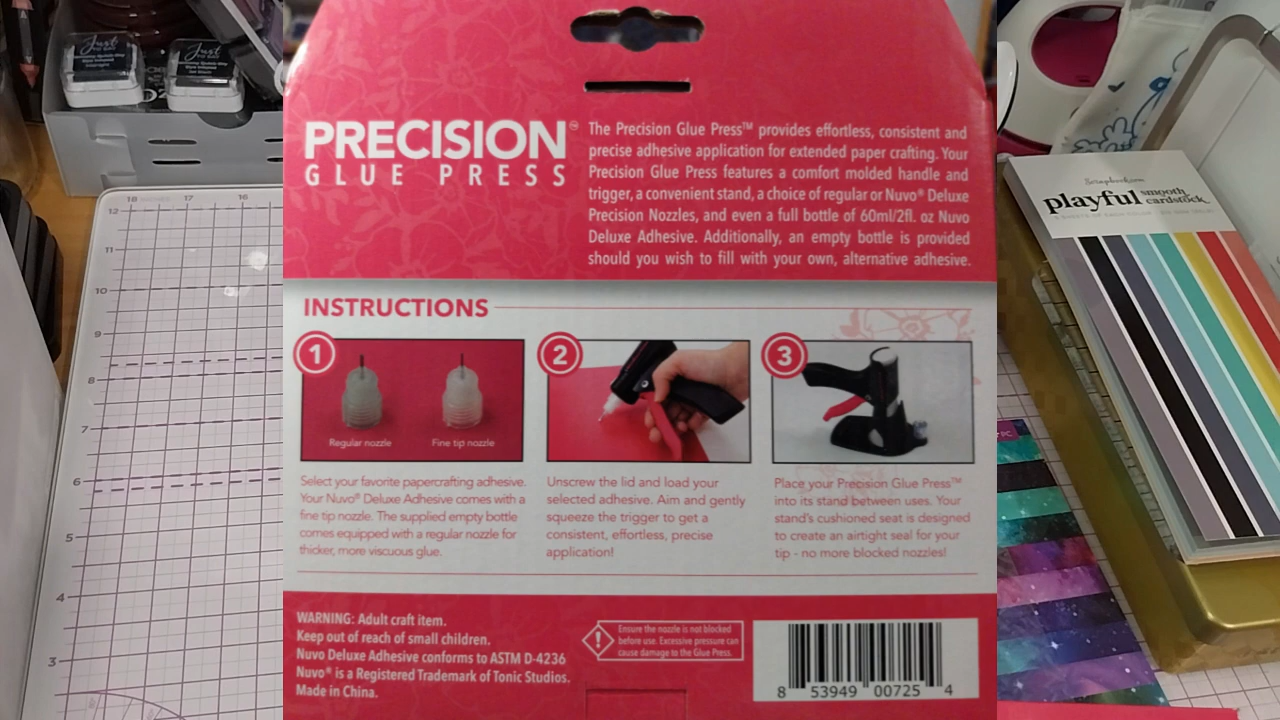 Just
Just
18
17
16
12
11
10
9
8
7
6
5
4
3
PRECISION™
GLUE PRESS
The Precision Glue Press™ provides effortless, consistent and
precise adhesive application for extended paper crafting. Your
Precision Glue Press features a comfort molded handle and
trigger, a convenient stand, a choice of regular or Nuvo® Deluxe
Precision Nozzles, and even a full bottle of 60ml/2fl. oz Nuvo
Deluxe Adhesive. Additionally, an empty bottle is provided
should you wish to fill with your own, alternative adhesive.
INSTRUCTIONS
1
Regular nozzle
Fine tip nozzle
Select your favorite papercrafting adhesive.
Your Nuvo® Deluxe Adhesive comes with a
fine tip nozzle. The supplied empty bottle
comes equipped with a regular nozzle for
thicker, more viscuous glue.
2
Unscrew the lid and load your
selected adhesive. Aim and gently
squeeze the trigger to get a
consistent, effortless, precise
application!
3
Place your Precision Glue Press™
into its stand between uses. Your
stand's cushioned seat is designed
to create an airtight seal for your
tip - no more blocked nozzles!
WARNING: Adult craft item.
Keep out of reach of small children.
Nuvo Deluxe Adhesive conforms to ASTM D-4236
Nuvo® is a Registered Trademark of Tonic Studios.
Made in China.
Ensure the nozzle is not blocked
before use. Excessive pressure can
cause damage to the Glue Press.
8 53949 00725 4
Scrapbook.com
playful smooth
cardstock